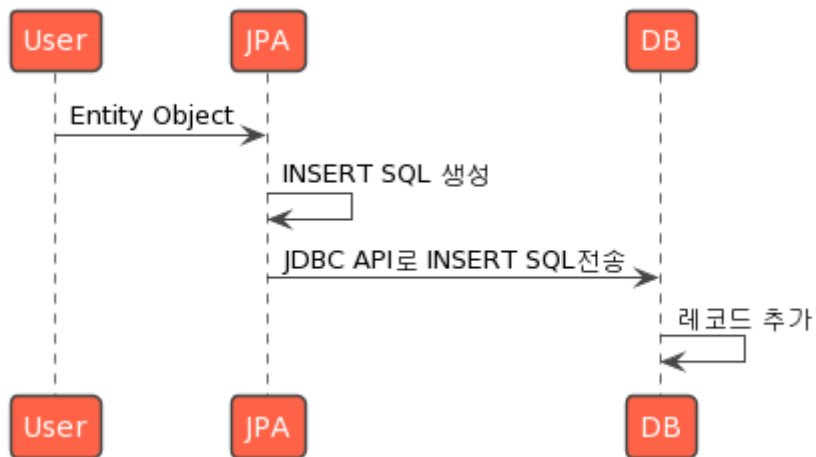 User
JPA
DB
Entity Object
INSERT SQL 생성
JDBC API로 INSERT SQL전송
레코드 추가
User
JPA
DB